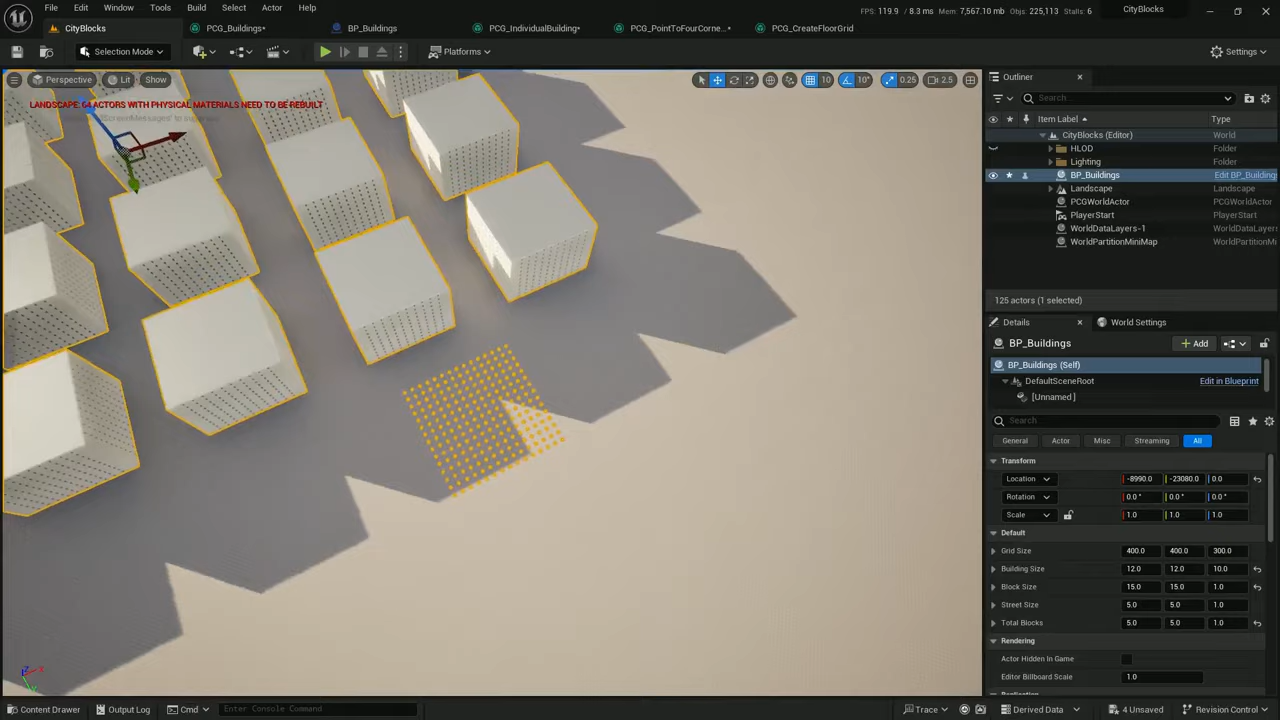 File Edit Window Tools Build Select Actor Help
FPS: 119.9 / 8.3 ms Mem: 7,567.10 mb Objs: 225,113 Stalls: 6
CityBlocks
CityBlocks PCG_Buildings* BP_Buildings PCG_IndividualBuilding* PCG_PointToFourCorne...* PCG_CreateFloorGrid
Selection Mode Platforms Settings
Perspective Lit Show 10 10° 0.25 2.5
LANDSCAPE: 64 ACTORS WITH PHYSICAL MATERIALS NEED TO BE REBUILT
Outliner
Search...
Item Label Type
CityBlocks (Editor) World
HLOD Folder
Lighting Folder
BP_Buildings Edit BP_Building
Landscape Landscape
PCGWorldActor PCGWorldActor
PlayerStart PlayerStart
WorldDataLayers-1 WorldDataLayer
WorldPartitionMiniMap WorldPartitionMi
125 actors (1 selected)
Details World Settings
BP_Buildings Add
BP_Buildings (Self)
DefaultSceneRoot Edit in Blueprint
[Unnamed ]
Search
General Actor Misc Streaming All
Transform
Location -8990.0 -23080.0 0.0
Rotation 0.0 ° 0.0 ° 0.0 °
Scale 1.0 1.0 1.0
Default
Grid Size 400.0 400.0 300.0
Building Size 12.0 12.0 10.0
Block Size 15.0 15.0 1.0
Street Size 5.0 5.0 1.0
Total Blocks 5.0 5.0 1.0
Rendering
Actor Hidden In Game
Editor Billboard Scale 1.0
Replication
Content Drawer Output Log Cmd Enter Console Command Trace Derived Data 4 Unsaved Revision Control